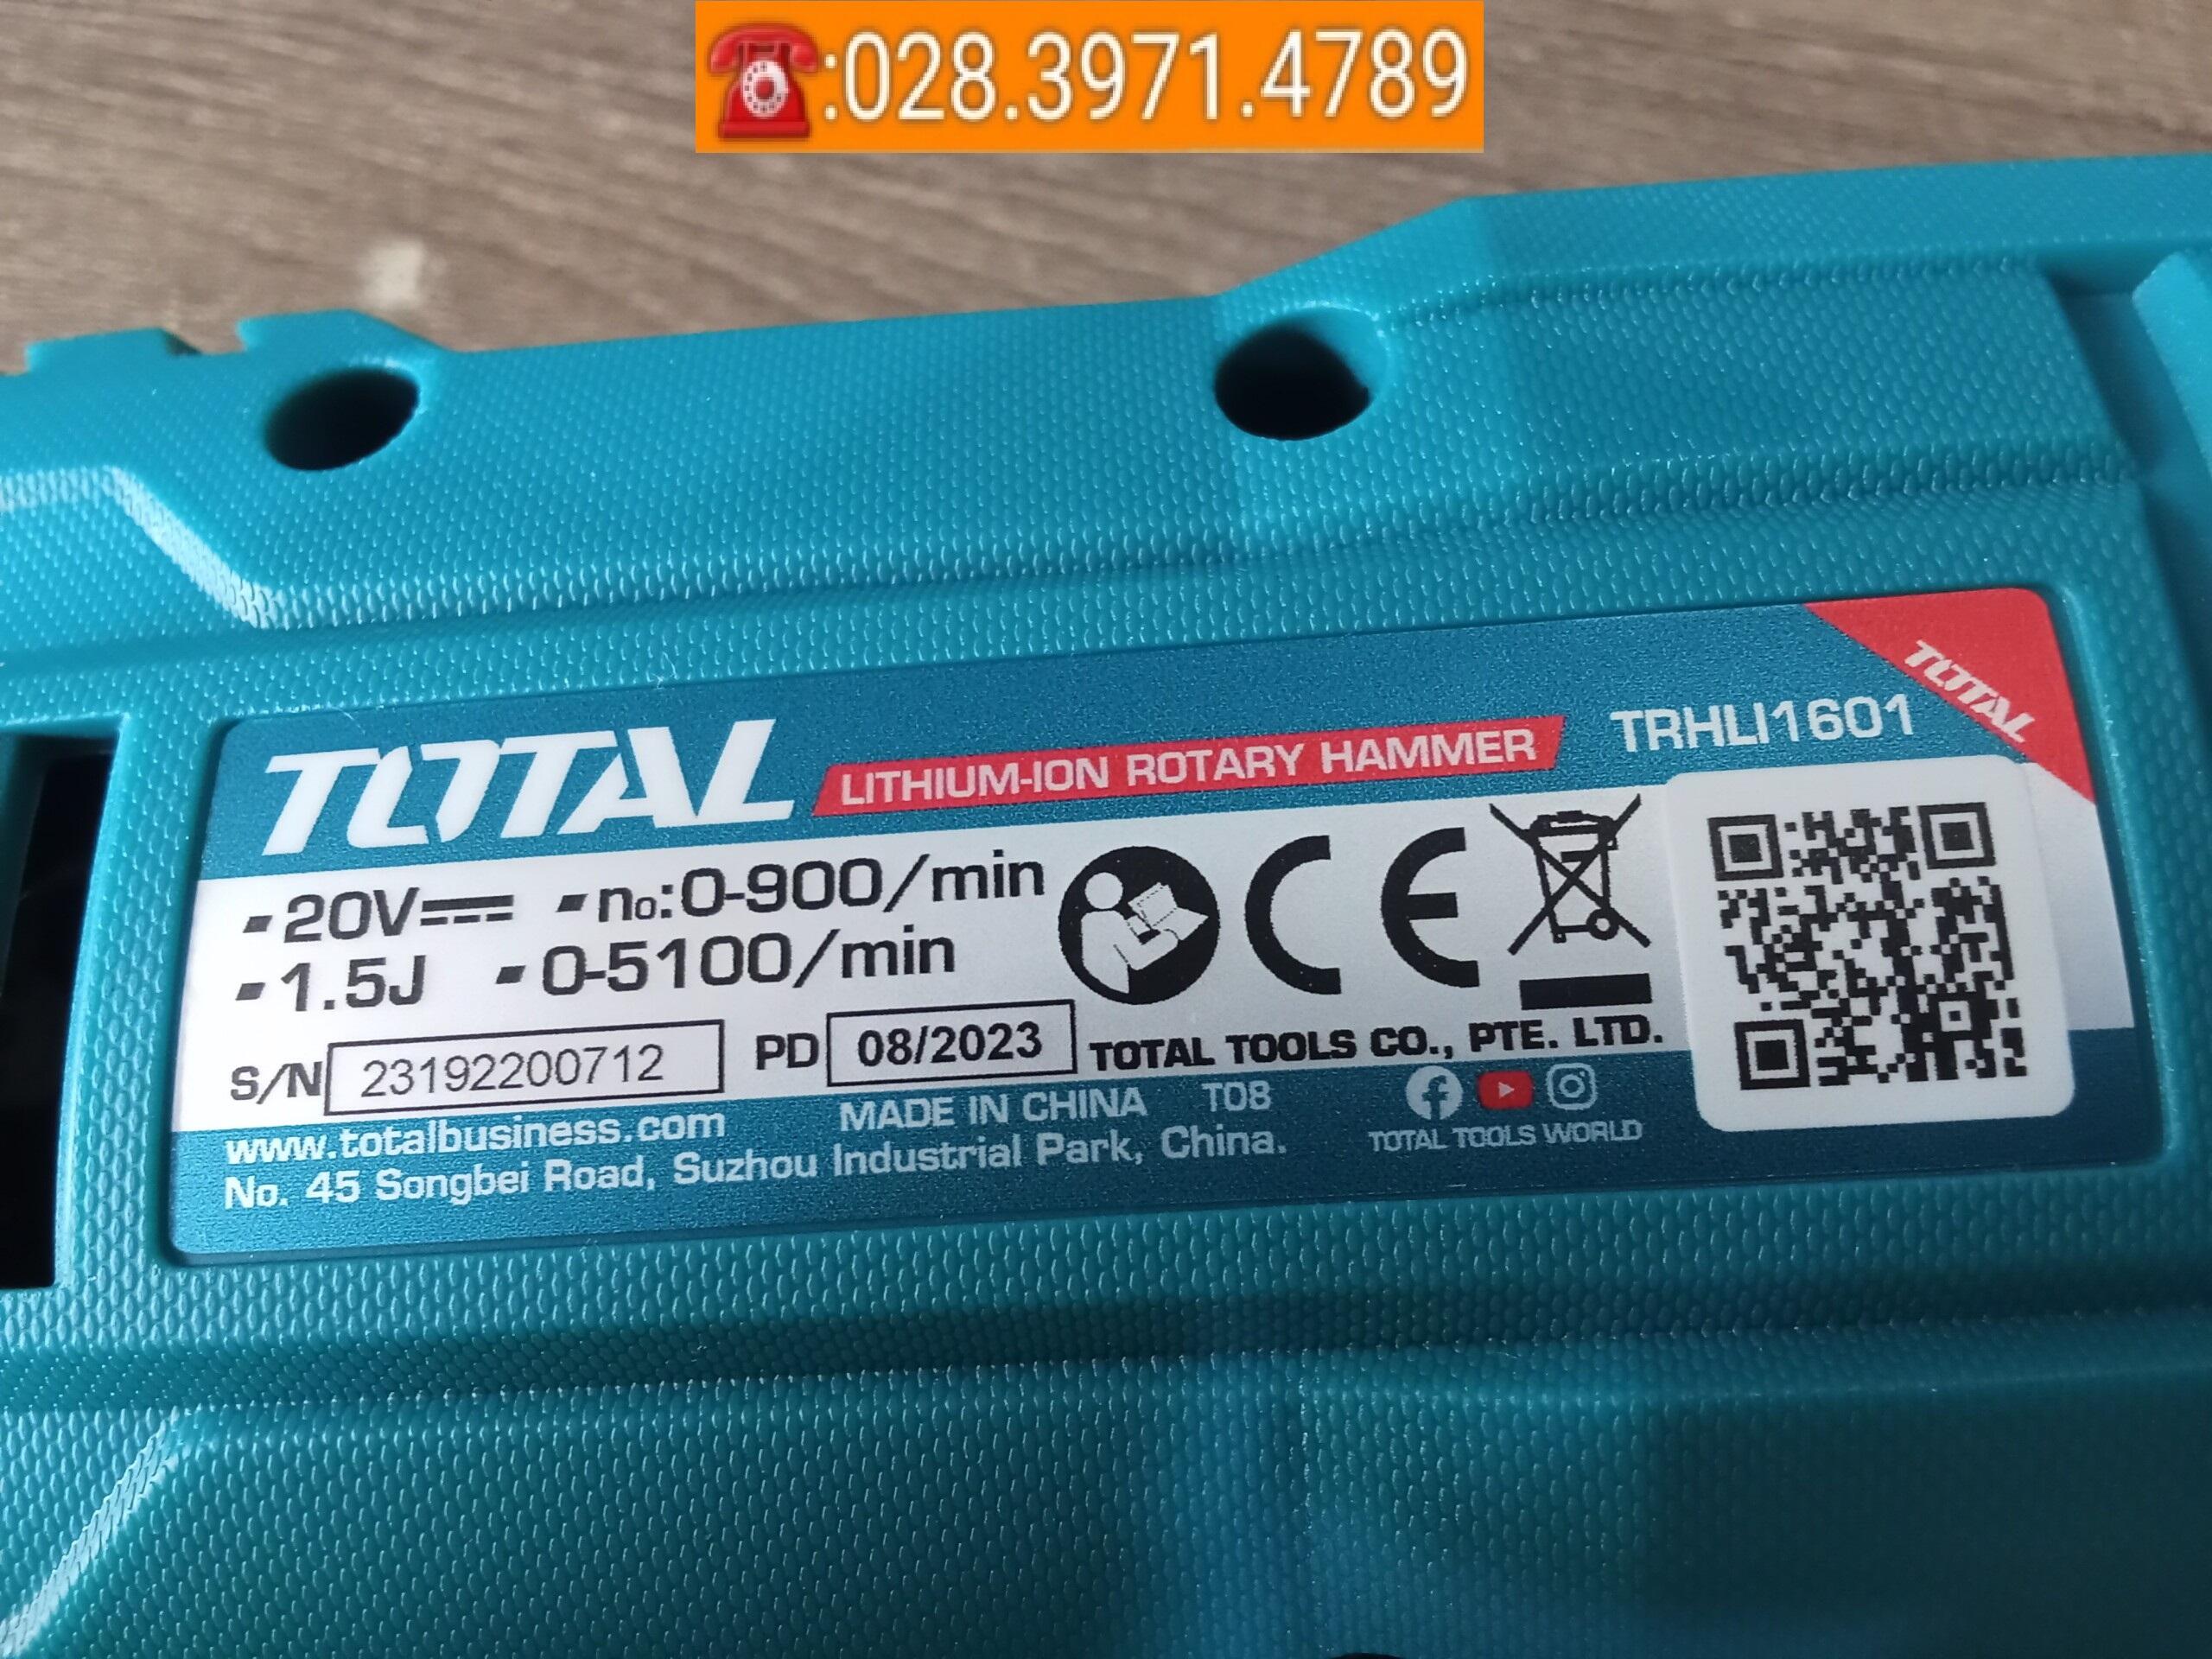 :028.3971.4789
TOTAL LITHIUM-ION ROTARY HAMMER TRHLI1601 TOTAL
20V no:0-900/min
1.5J 0-5100/min
CE
S/N 23192200712 PD 08/2023 TOTAL TOOLS CO., PTE. LTD.
www.totalbusiness.com MADE IN CHINA T08
No. 45 Songbei Road, Suzhou Industrial Park, China.
TOTAL TOOLS WORLD